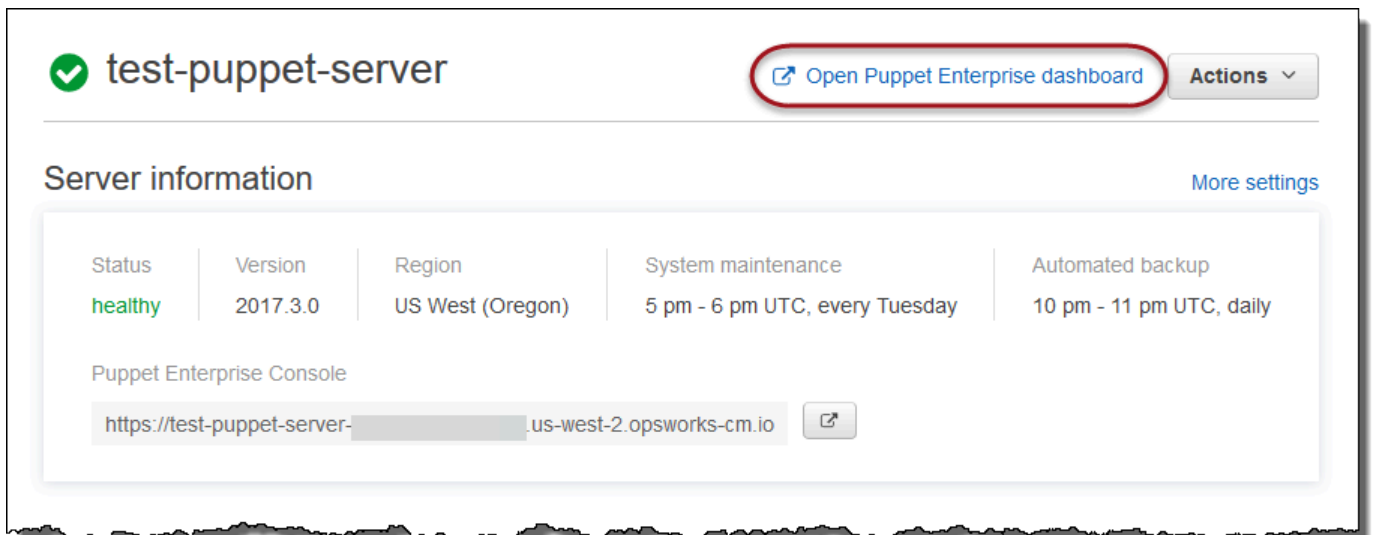 test-puppet-server
Open Puppet Enterprise dashboard
Actions
Server information
More settings
Status Version Region System maintenance Automated backup
healthy 2017.3.0 US West (Oregon) 5 pm - 6 pm UTC, every Tuesday 10 pm - 11 pm UTC, daily
Puppet Enterprise Console
https://test-puppet-server- .us-west-2.opsworks-cm.io